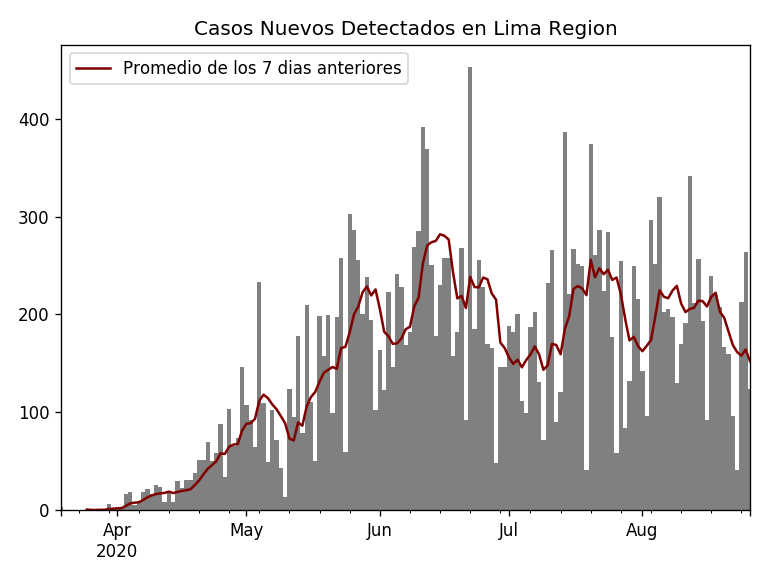 Casos Nuevos Detectados en Lima Region
Promedio de los 7 dias anteriores
400
300
200
100
0
Apr May Jun Jul Aug
2020